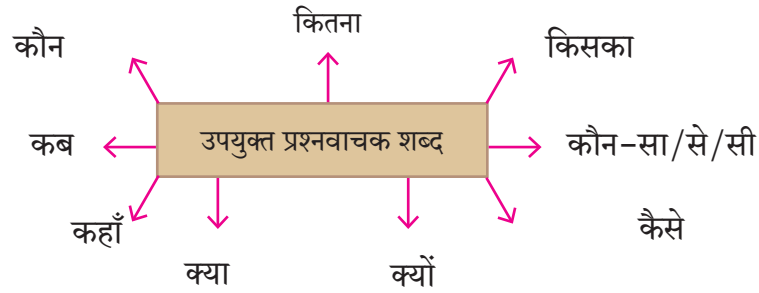 कितना
कौन
किसका
कब
उपयुक्त प्रश्नवाचक शब्द
कौन-सा/से/सी
कहाँ
कैसे
क्या
क्यों